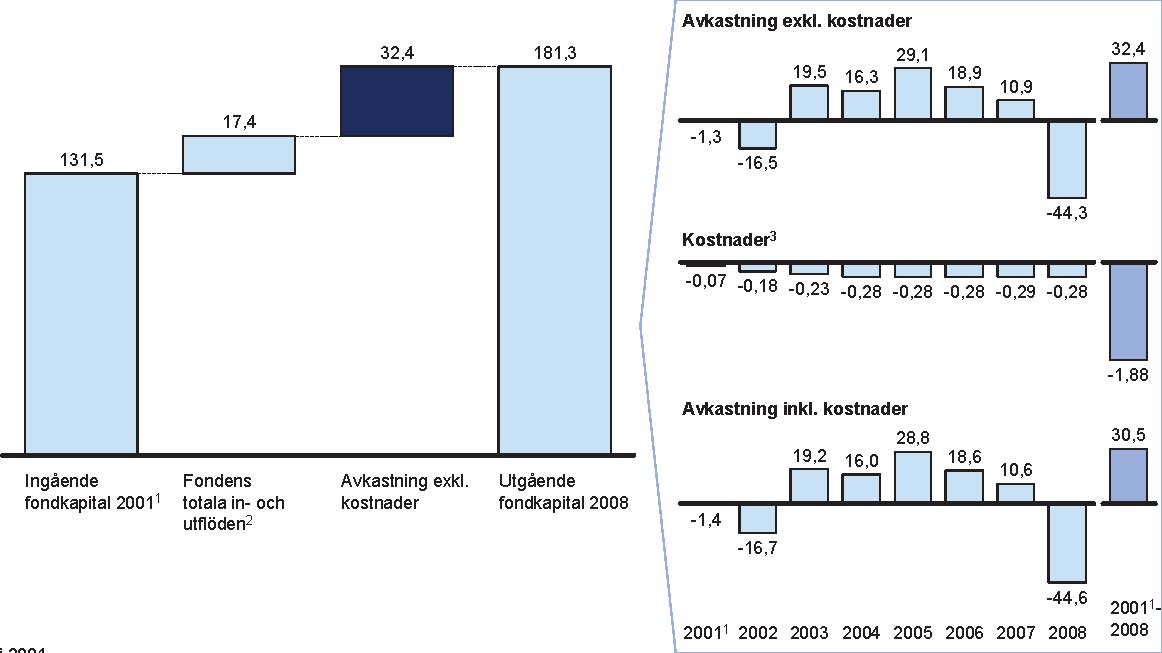 32,4
181,3
17,4
131,5
Ingående
fondkapital 2001¹
Fondens
totala in- och
utflöden²
Avkastning exkl.
kostnader
Utgående
fondkapital 2008
Avkastning exkl. kostnader
-1,3
-16,5
19,5
16,3
29,1
18,9
10,9
-44,3
32,4
Kostnader³
-0,07
-0,18
-0,23
-0,28
-0,28
-0,28
-0,29
-0,28
-1,88
Avkastning inkl. kostnader
-1,4
-16,7
19,2
16,0
28,8
18,6
10,6
-44,6
30,5
2001¹ 2002 2003 2004 2005 2006 2007 2008
2001¹-
2008